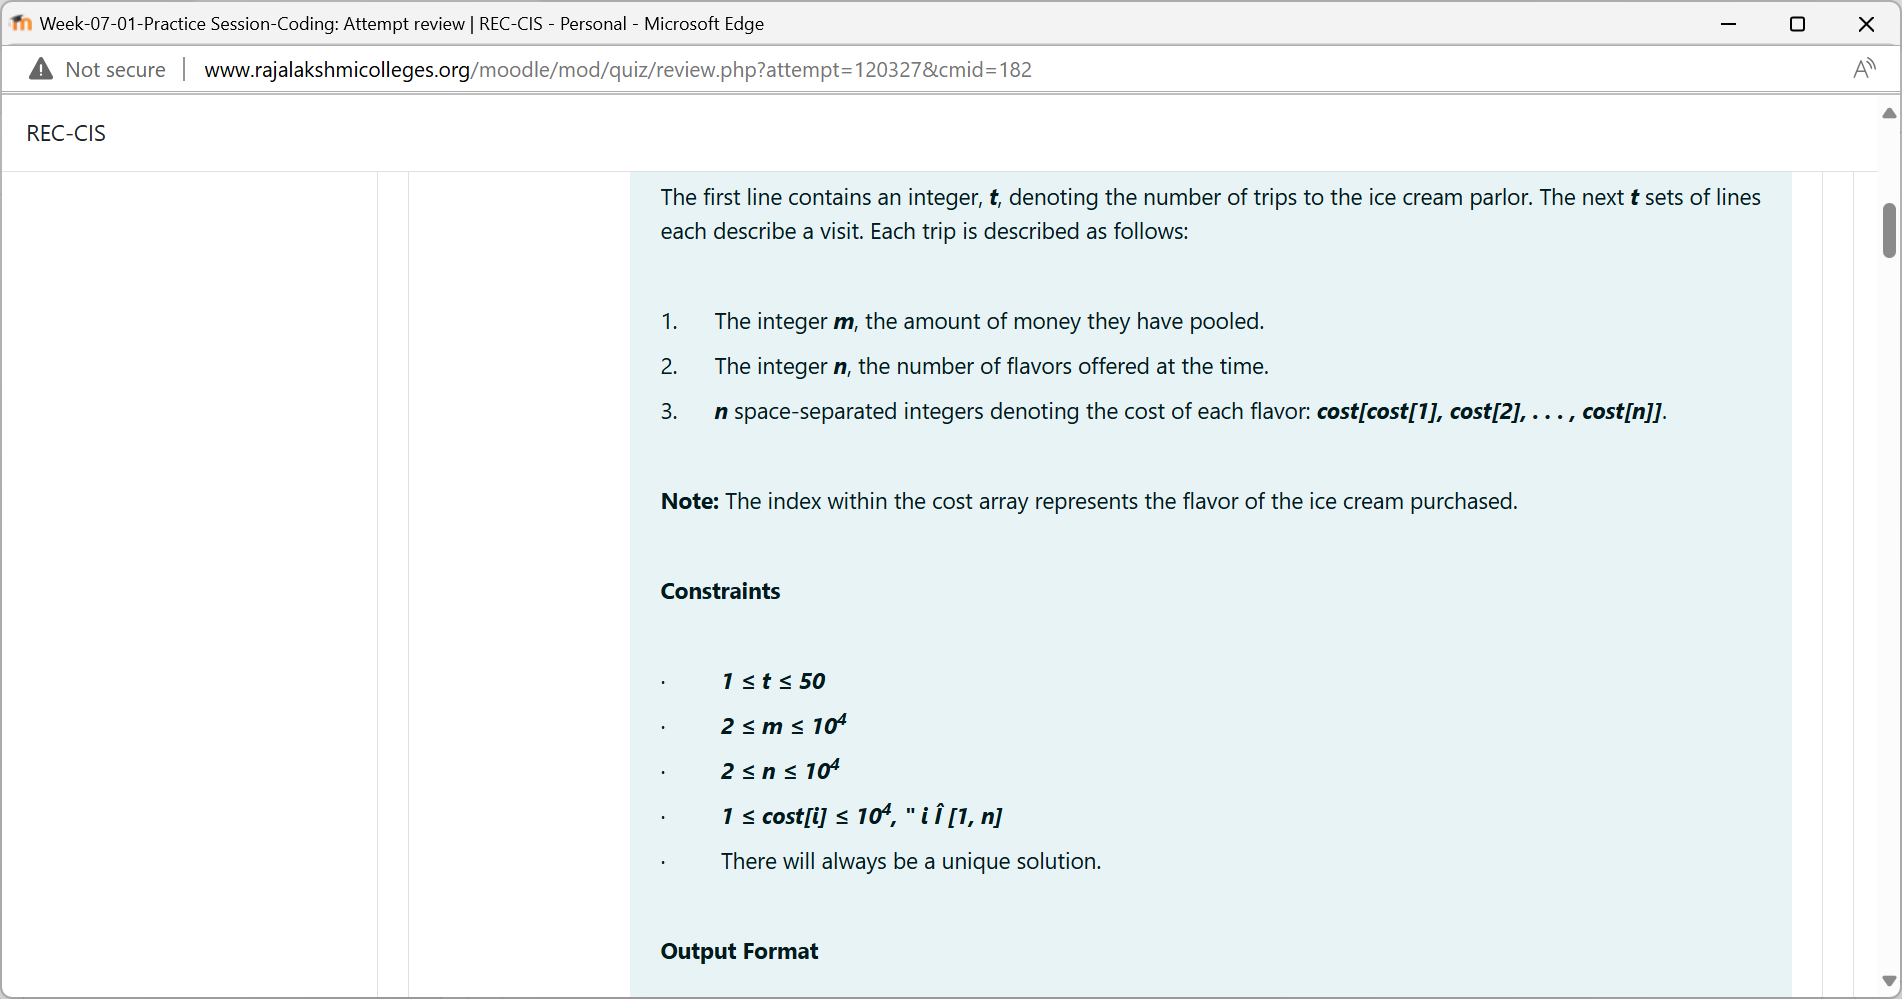 Week-07-01-Practice Session-Coding: Attempt review | REC-CIS - Personal - Microsoft Edge
Not secure | www.rajalakshmicolleges.org/moodle/mod/quiz/review.php?attempt=120327&cmid=182
REC-CIS
The first line contains an integer, t, denoting the number of trips to the ice cream parlor. The next t sets of lines
each describe a visit. Each trip is described as follows:
1. The integer m, the amount of money they have pooled.
2. The integer n, the number of flavors offered at the time.
3. n space-separated integers denoting the cost of each flavor: cost[cost[1], cost[2], . . . , cost[n]].
Note: The index within the cost array represents the flavor of the ice cream purchased.
Constraints
· 1 ≤ t ≤ 50
· 2 ≤ m ≤ 10⁴
· 2 ≤ n ≤ 10⁴
· 1 ≤ cost[i] ≤ 10⁴, " i Î [1, n]
· There will always be a unique solution.
Output Format